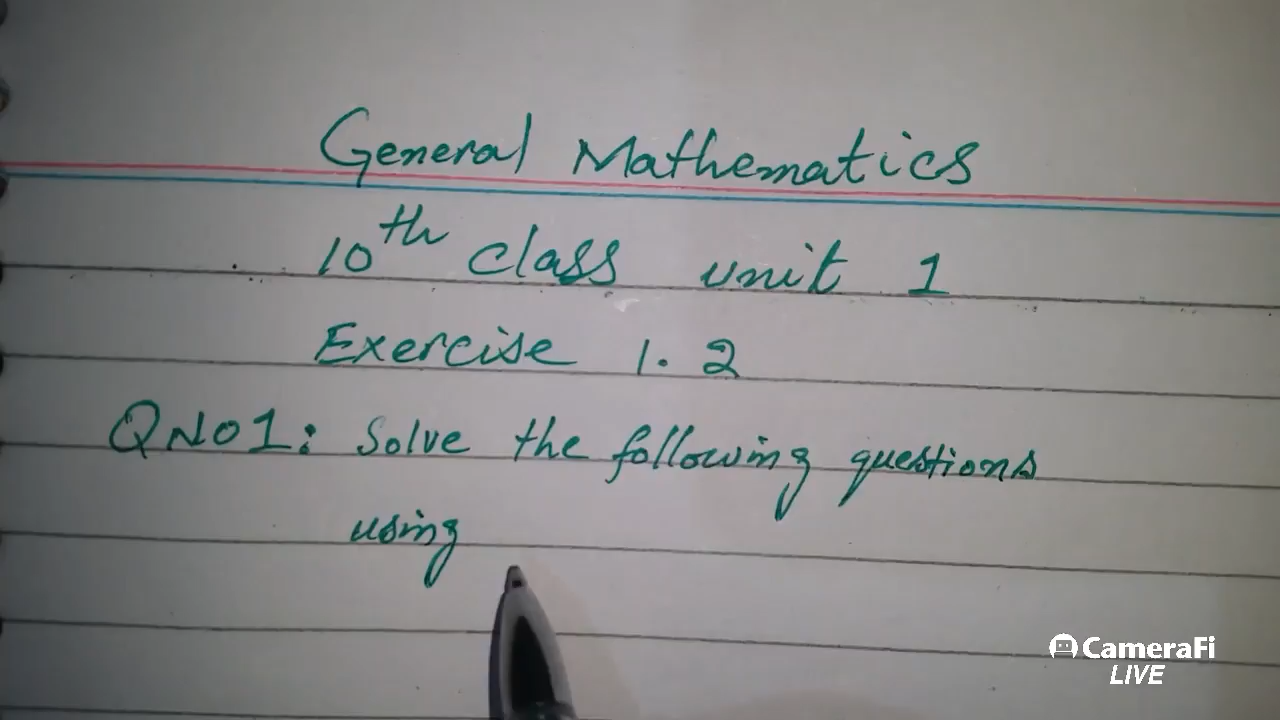 General Mathematics
10th class unit 1
Exercise 1.2
QNO1: Solve the following questions
using
CameraFi
LIVE